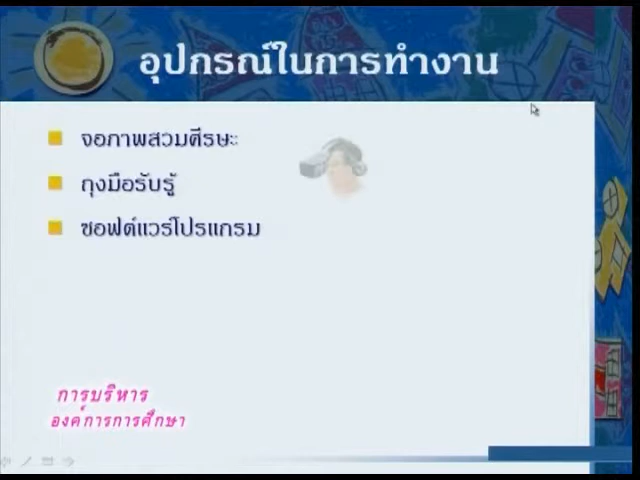 อุปกรณ์ในการทำงาน
จอภาพสวมศีรษะ
ถุงมือรับรู้
ซอฟต์แวร์โปรแกรม
การบริหาร
องค์การการศึกษา